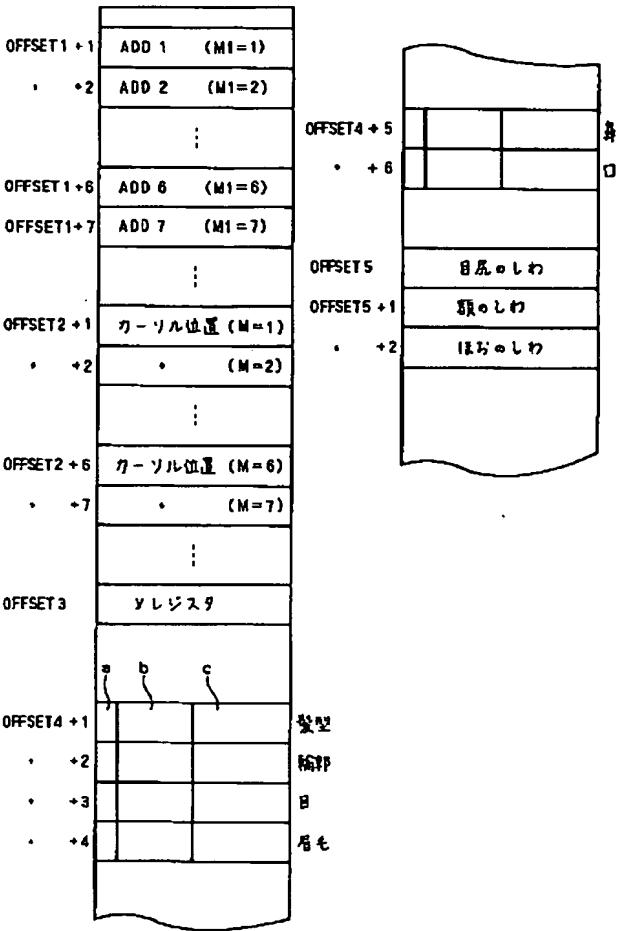 OFFSET1 +1 ADD 1 (M1=1)
〃 +2 ADD 2 (M1=2)
OFFSET1+6 ADD 6 (M1=6)
OFFSET1+7 ADD 7 (M1=7)
OFFSET2 +1 カーソル位置 (M=1)
〃 +2 〃 (M=2)
OFFSET2 +6 カーソル位置 (M=6)
〃 +7 〃 (M=7)
OFFSET3 yレジスタ
a b c
OFFSET4 +1 髪型
〃 +2 輪郭
〃 +3 目
〃 +4 眉毛
OFFSET4 +5 鼻
〃 +6 口
OFFSET5 目尻のしわ
OFFSET5 +1 額のしわ
〃 +2 ほおのしわ